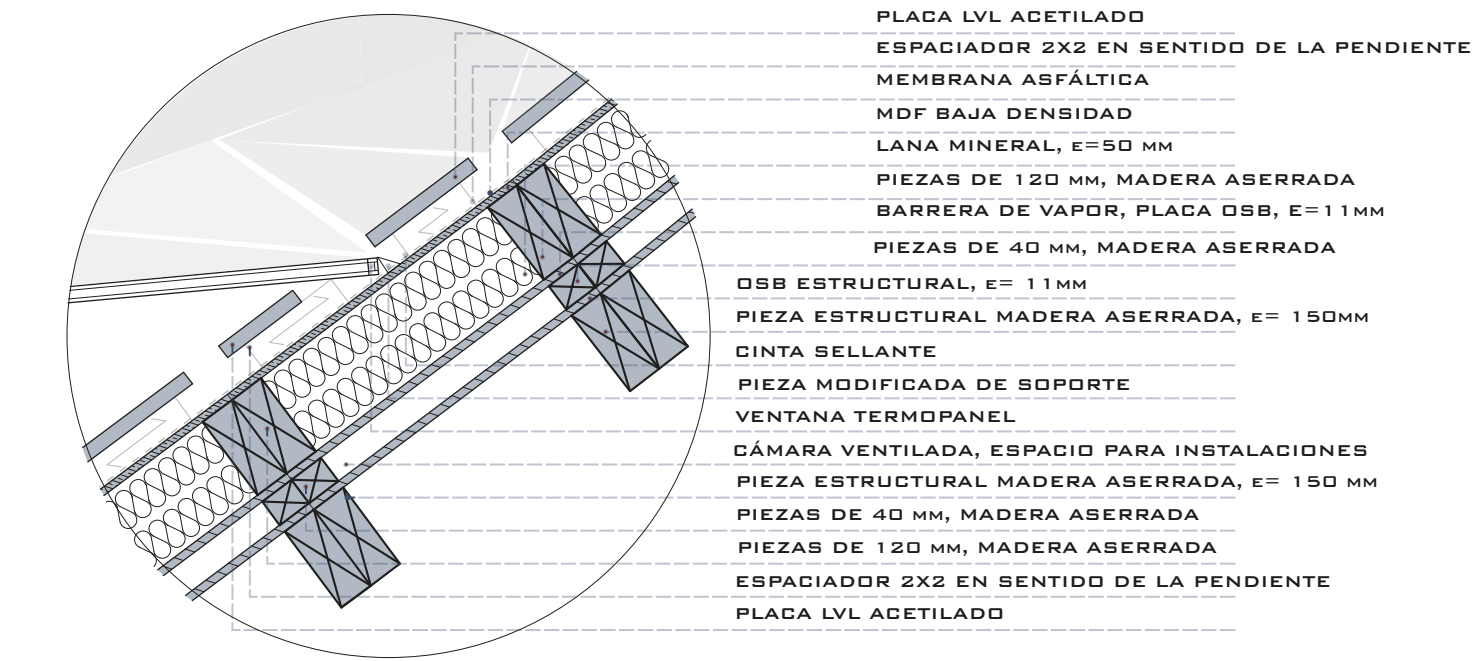 PLACA LVL ACETILADO
ESPACIADOR 2X2 EN SENTIDO DE LA PENDIENTE
MEMBRANA ASFÁLTICA
MDF BAJA DENSIDAD
LANA MINERAL, E=50 MM
PIEZAS DE 120 MM, MADERA ASERRADA
BARRERA DE VAPOR, PLACA OSB, E=11MM
PIEZAS DE 40 MM, MADERA ASERRADA
OSB ESTRUCTURAL, E= 11MM
PIEZA ESTRUCTURAL MADERA ASERRADA, E= 150MM
CINTA SELLANTE
PIEZA MODIFICADA DE SOPORTE
VENTANA TERMOPANEL
CÁMARA VENTILADA, ESPACIO PARA INSTALACIONES
PIEZA ESTRUCTURAL MADERA ASERRADA, E= 150 MM
PIEZAS DE 40 MM, MADERA ASERRADA
PIEZAS DE 120 MM, MADERA ASERRADA
ESPACIADOR 2X2 EN SENTIDO DE LA PENDIENTE
PLACA LVL ACETILADO